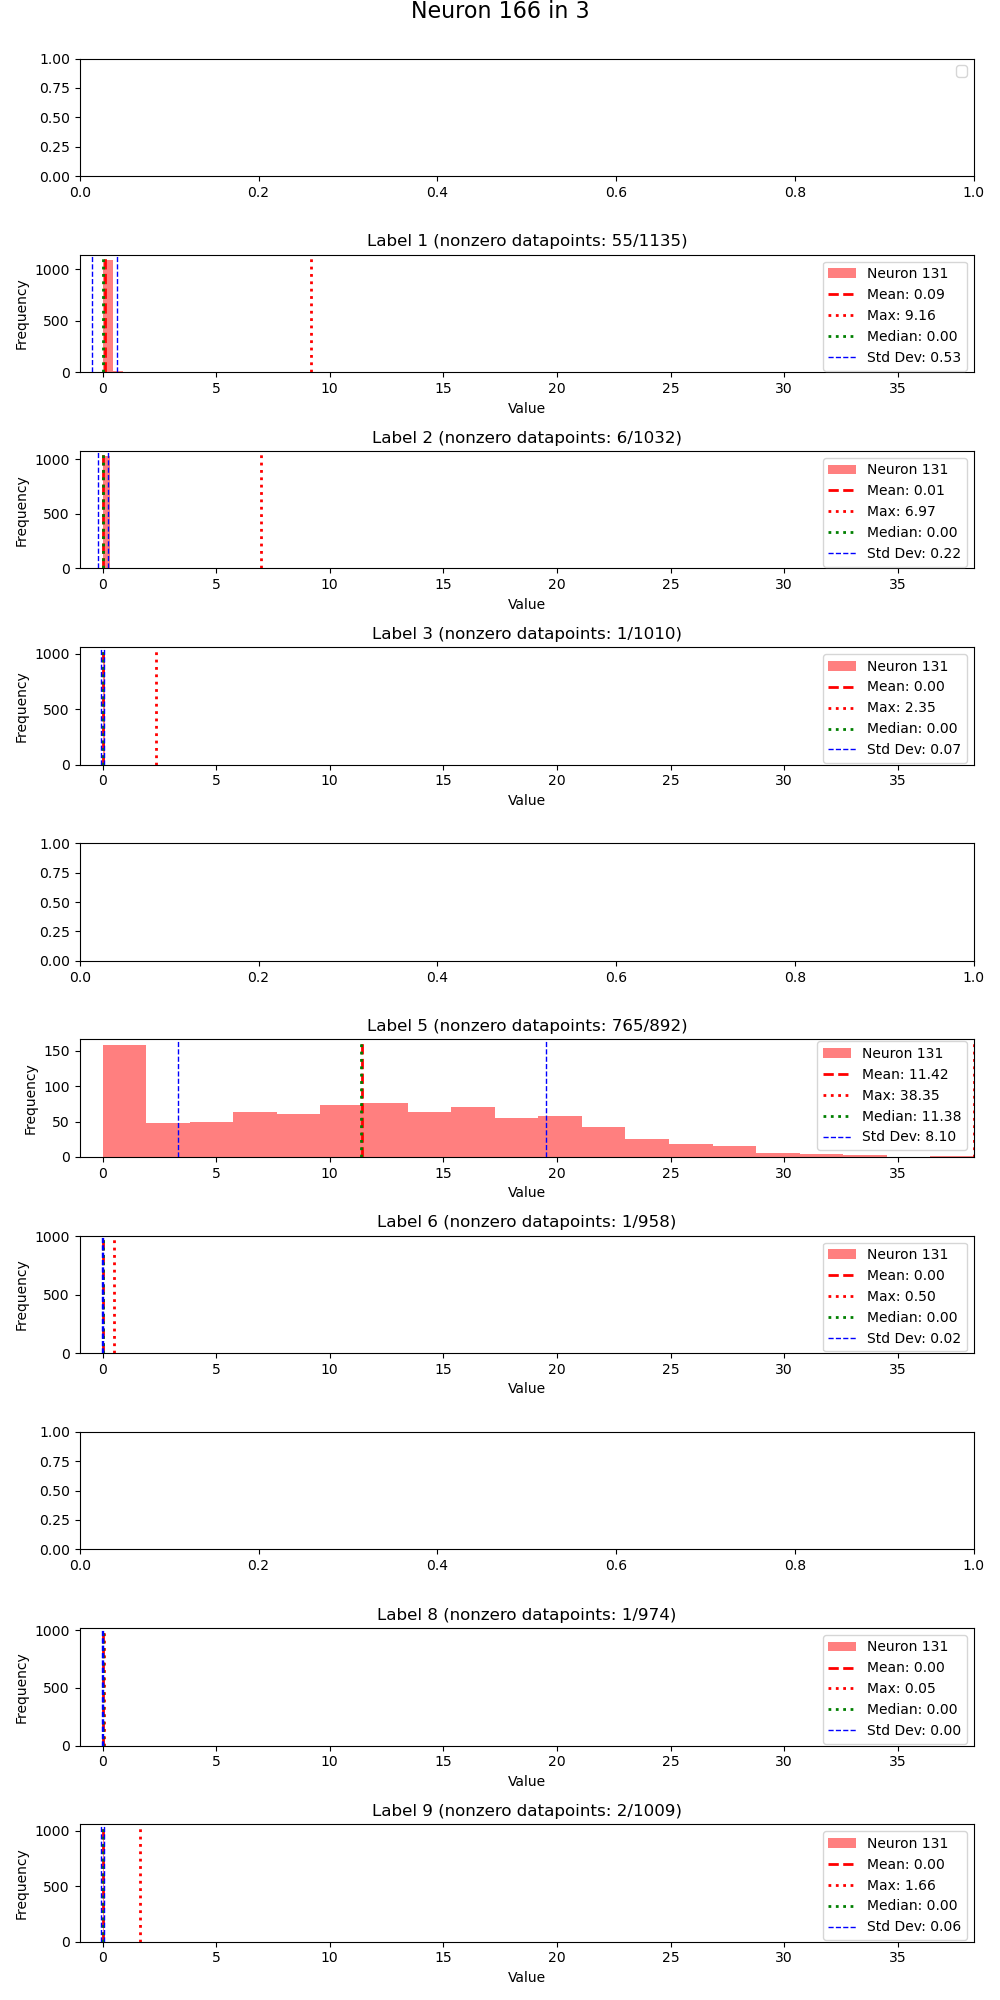 Neuron 166 in 3
1.00
0.75
0.50
0.25
0.00
0.0 0.2 0.4 0.6 0.8 1.0
Label 1 (nonzero datapoints: 55/1135)
Frequency
1000
500
0
Neuron 131
Mean: 0.09
Max: 9.16
Median: 0.00
Std Dev: 0.53
0 5 10 15 20 25 30 35
Value
Label 2 (nonzero datapoints: 6/1032)
Frequency
1000
500
0
Neuron 131
Mean: 0.01
Max: 6.97
Median: 0.00
Std Dev: 0.22
0 5 10 15 20 25 30 35
Value
Label 3 (nonzero datapoints: 1/1010)
Frequency
1000
500
0
Neuron 131
Mean: 0.00
Max: 2.35
Median: 0.00
Std Dev: 0.07
0 5 10 15 20 25 30 35
Value
1.00
0.75
0.50
0.25
0.00
0.0 0.2 0.4 0.6 0.8 1.0
Label 5 (nonzero datapoints: 765/892)
Frequency
150
100
50
0
Neuron 131
Mean: 11.42
Max: 38.35
Median: 11.38
Std Dev: 8.10
0 5 10 15 20 25 30 35
Value
Label 6 (nonzero datapoints: 1/958)
Frequency
1000
500
0
Neuron 131
Mean: 0.00
Max: 0.50
Median: 0.00
Std Dev: 0.02
0 5 10 15 20 25 30 35
Value
1.00
0.75
0.50
0.25
0.00
0.0 0.2 0.4 0.6 0.8 1.0
Label 8 (nonzero datapoints: 1/974)
Frequency
1000
500
0
Neuron 131
Mean: 0.00
Max: 0.05
Median: 0.00
Std Dev: 0.00
0 5 10 15 20 25 30 35
Value
Label 9 (nonzero datapoints: 2/1009)
Frequency
1000
500
0
Neuron 131
Mean: 0.00
Max: 1.66
Median: 0.00
Std Dev: 0.06
0 5 10 15 20 25 30 35
Value